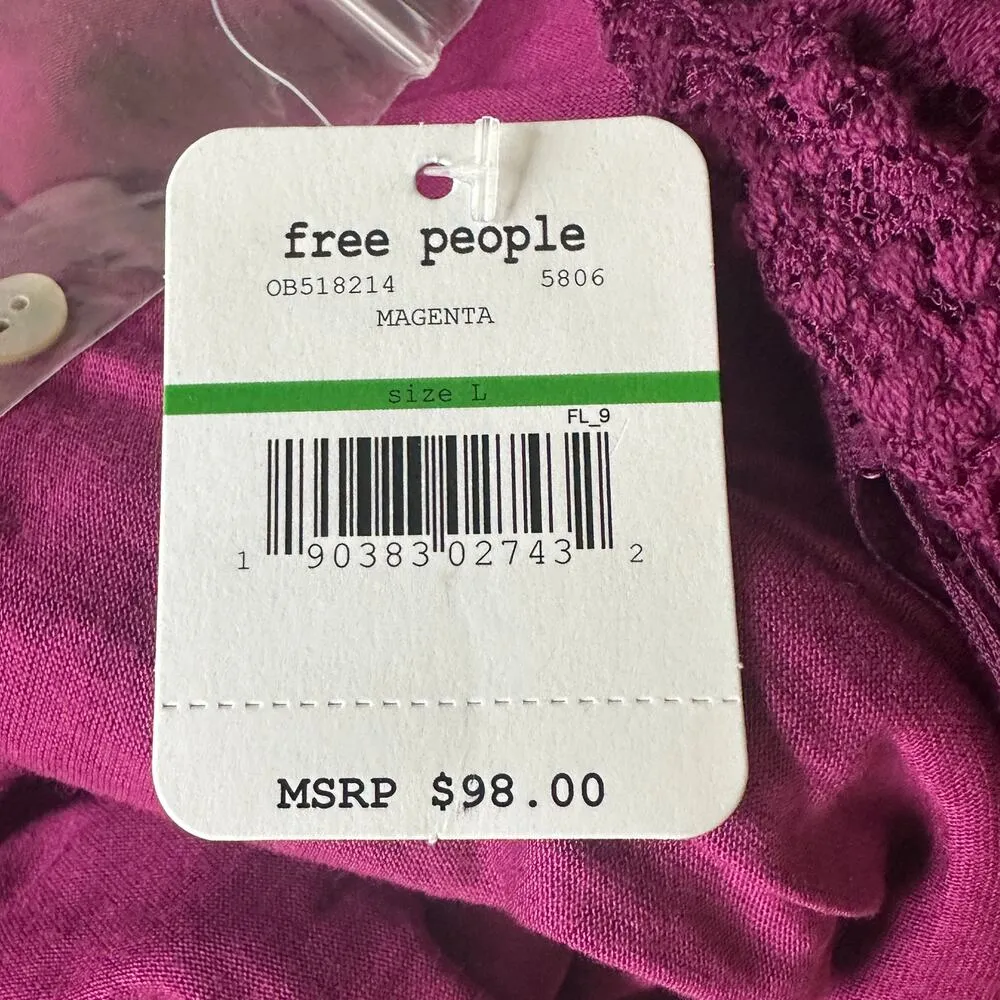 free people
OB518214 5806
MAGENTA
size L
FL_9
1 90383 02743 2
MSRP $98.00